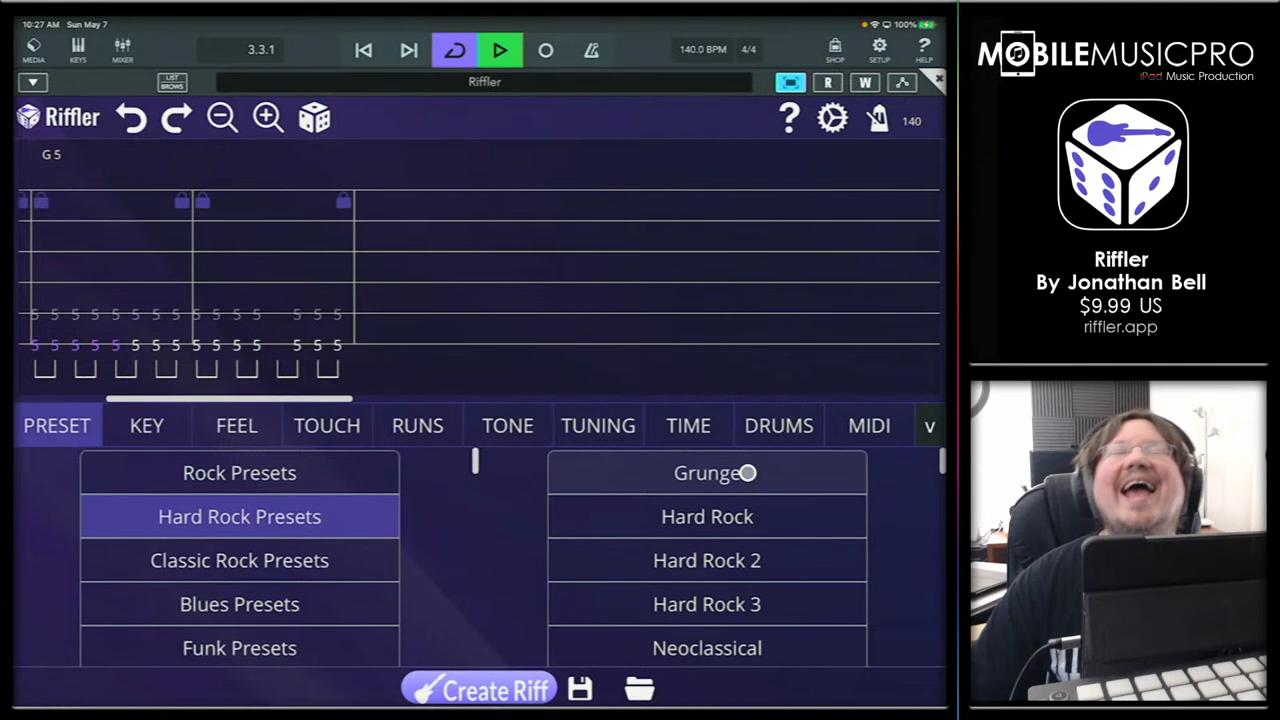 10:27 AM Sun May 7
100%
MEDIA
KEYS
MIXER
3.3.1
140.0 BPM
4/4
SHOP
SETUP
HELP
LIST
BROWS
Riffler
R
W
Riffler
?
140
G 5
5 5 5 5 5 5 5 5 5 5 5 5 5 5 5
5 5 5 5 5 5 5 5 5 5 5 5 5 5 5
PRESET
KEY
FEEL
TOUCH
RUNS
TONE
TUNING
TIME
DRUMS
MIDI
v
Rock Presets
Hard Rock Presets
Classic Rock Presets
Blues Presets
Funk Presets
Grunge
Hard Rock
Hard Rock 2
Hard Rock 3
Neoclassical
Create Riff
MOBILEMUSICPRO
iPad Music Production
Riffler
By Jonathan Bell
$9.99 US
riffler.app